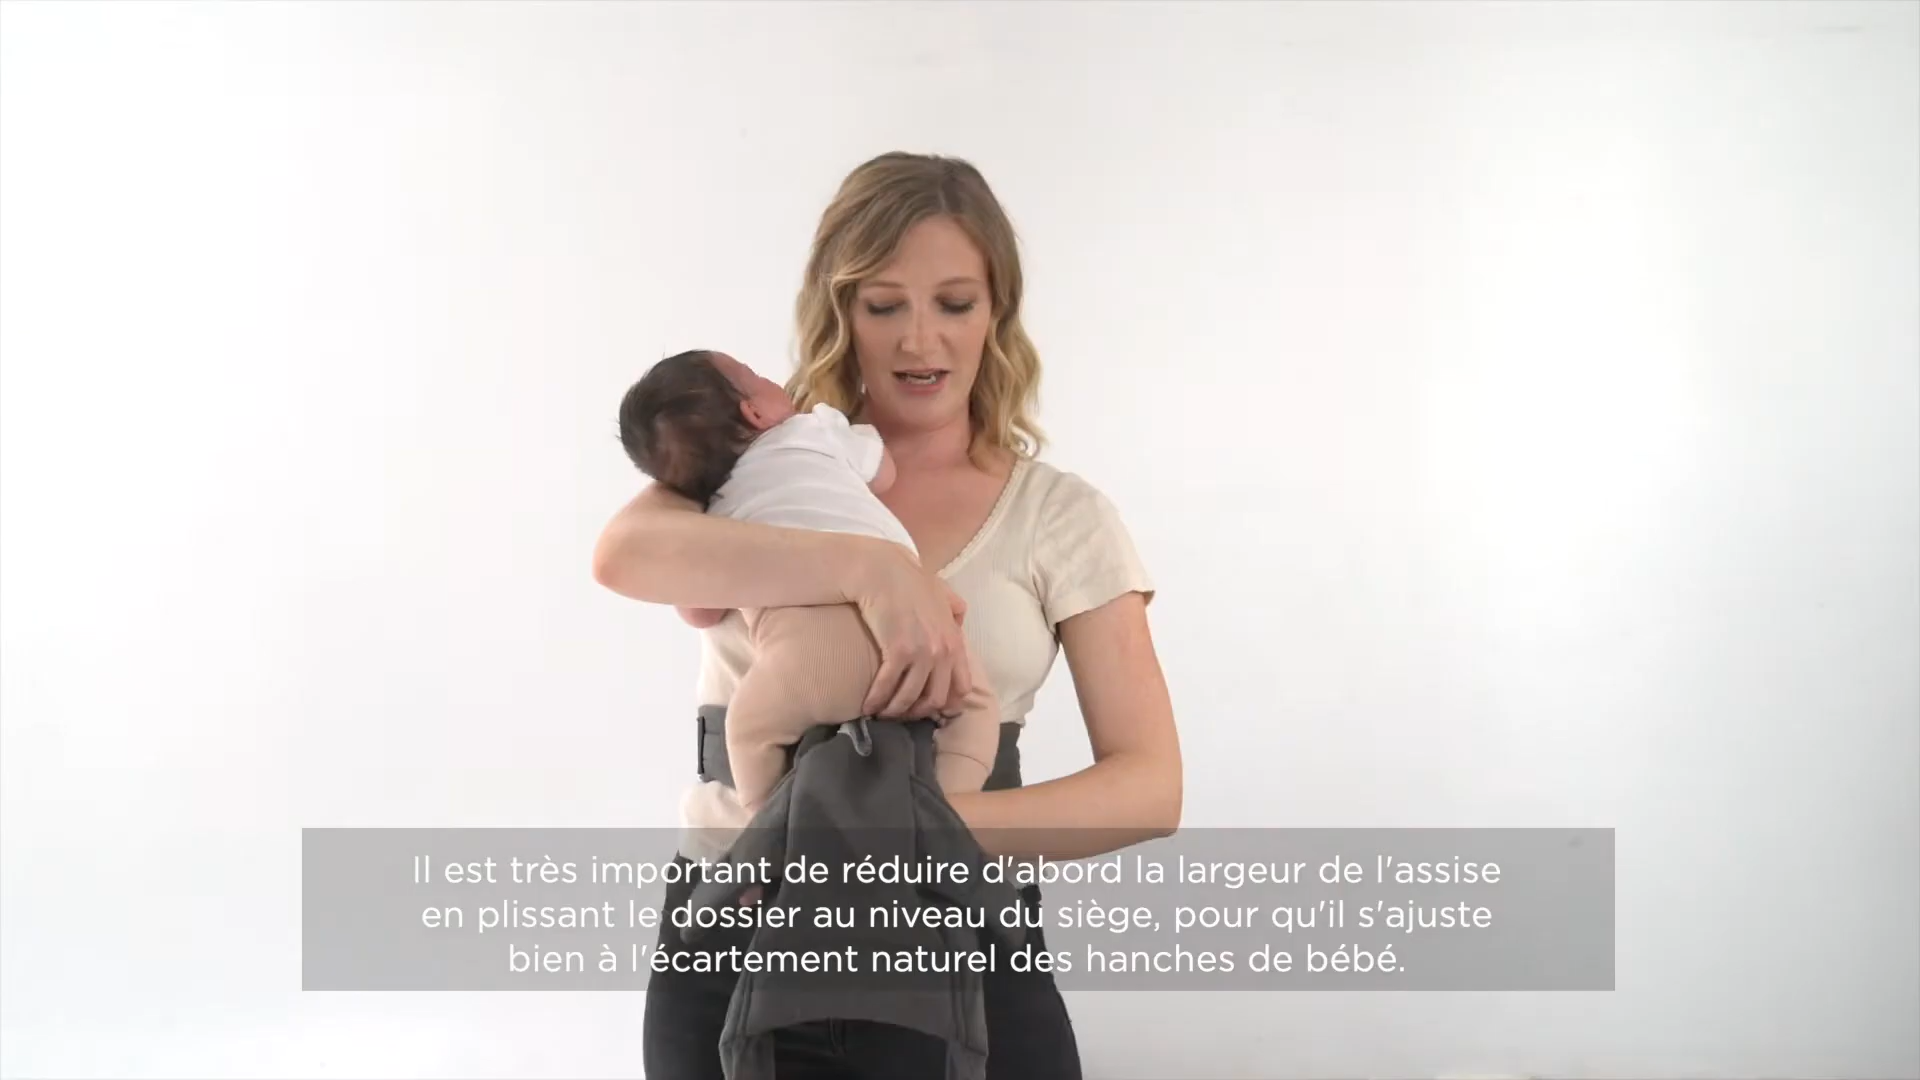 Il est très important de réduire d'abord la largeur de l'assise
en plissant le dossier au niveau du siège, pour qu'il s'ajuste
bien à l'écartement naturel des hanches de bébé.